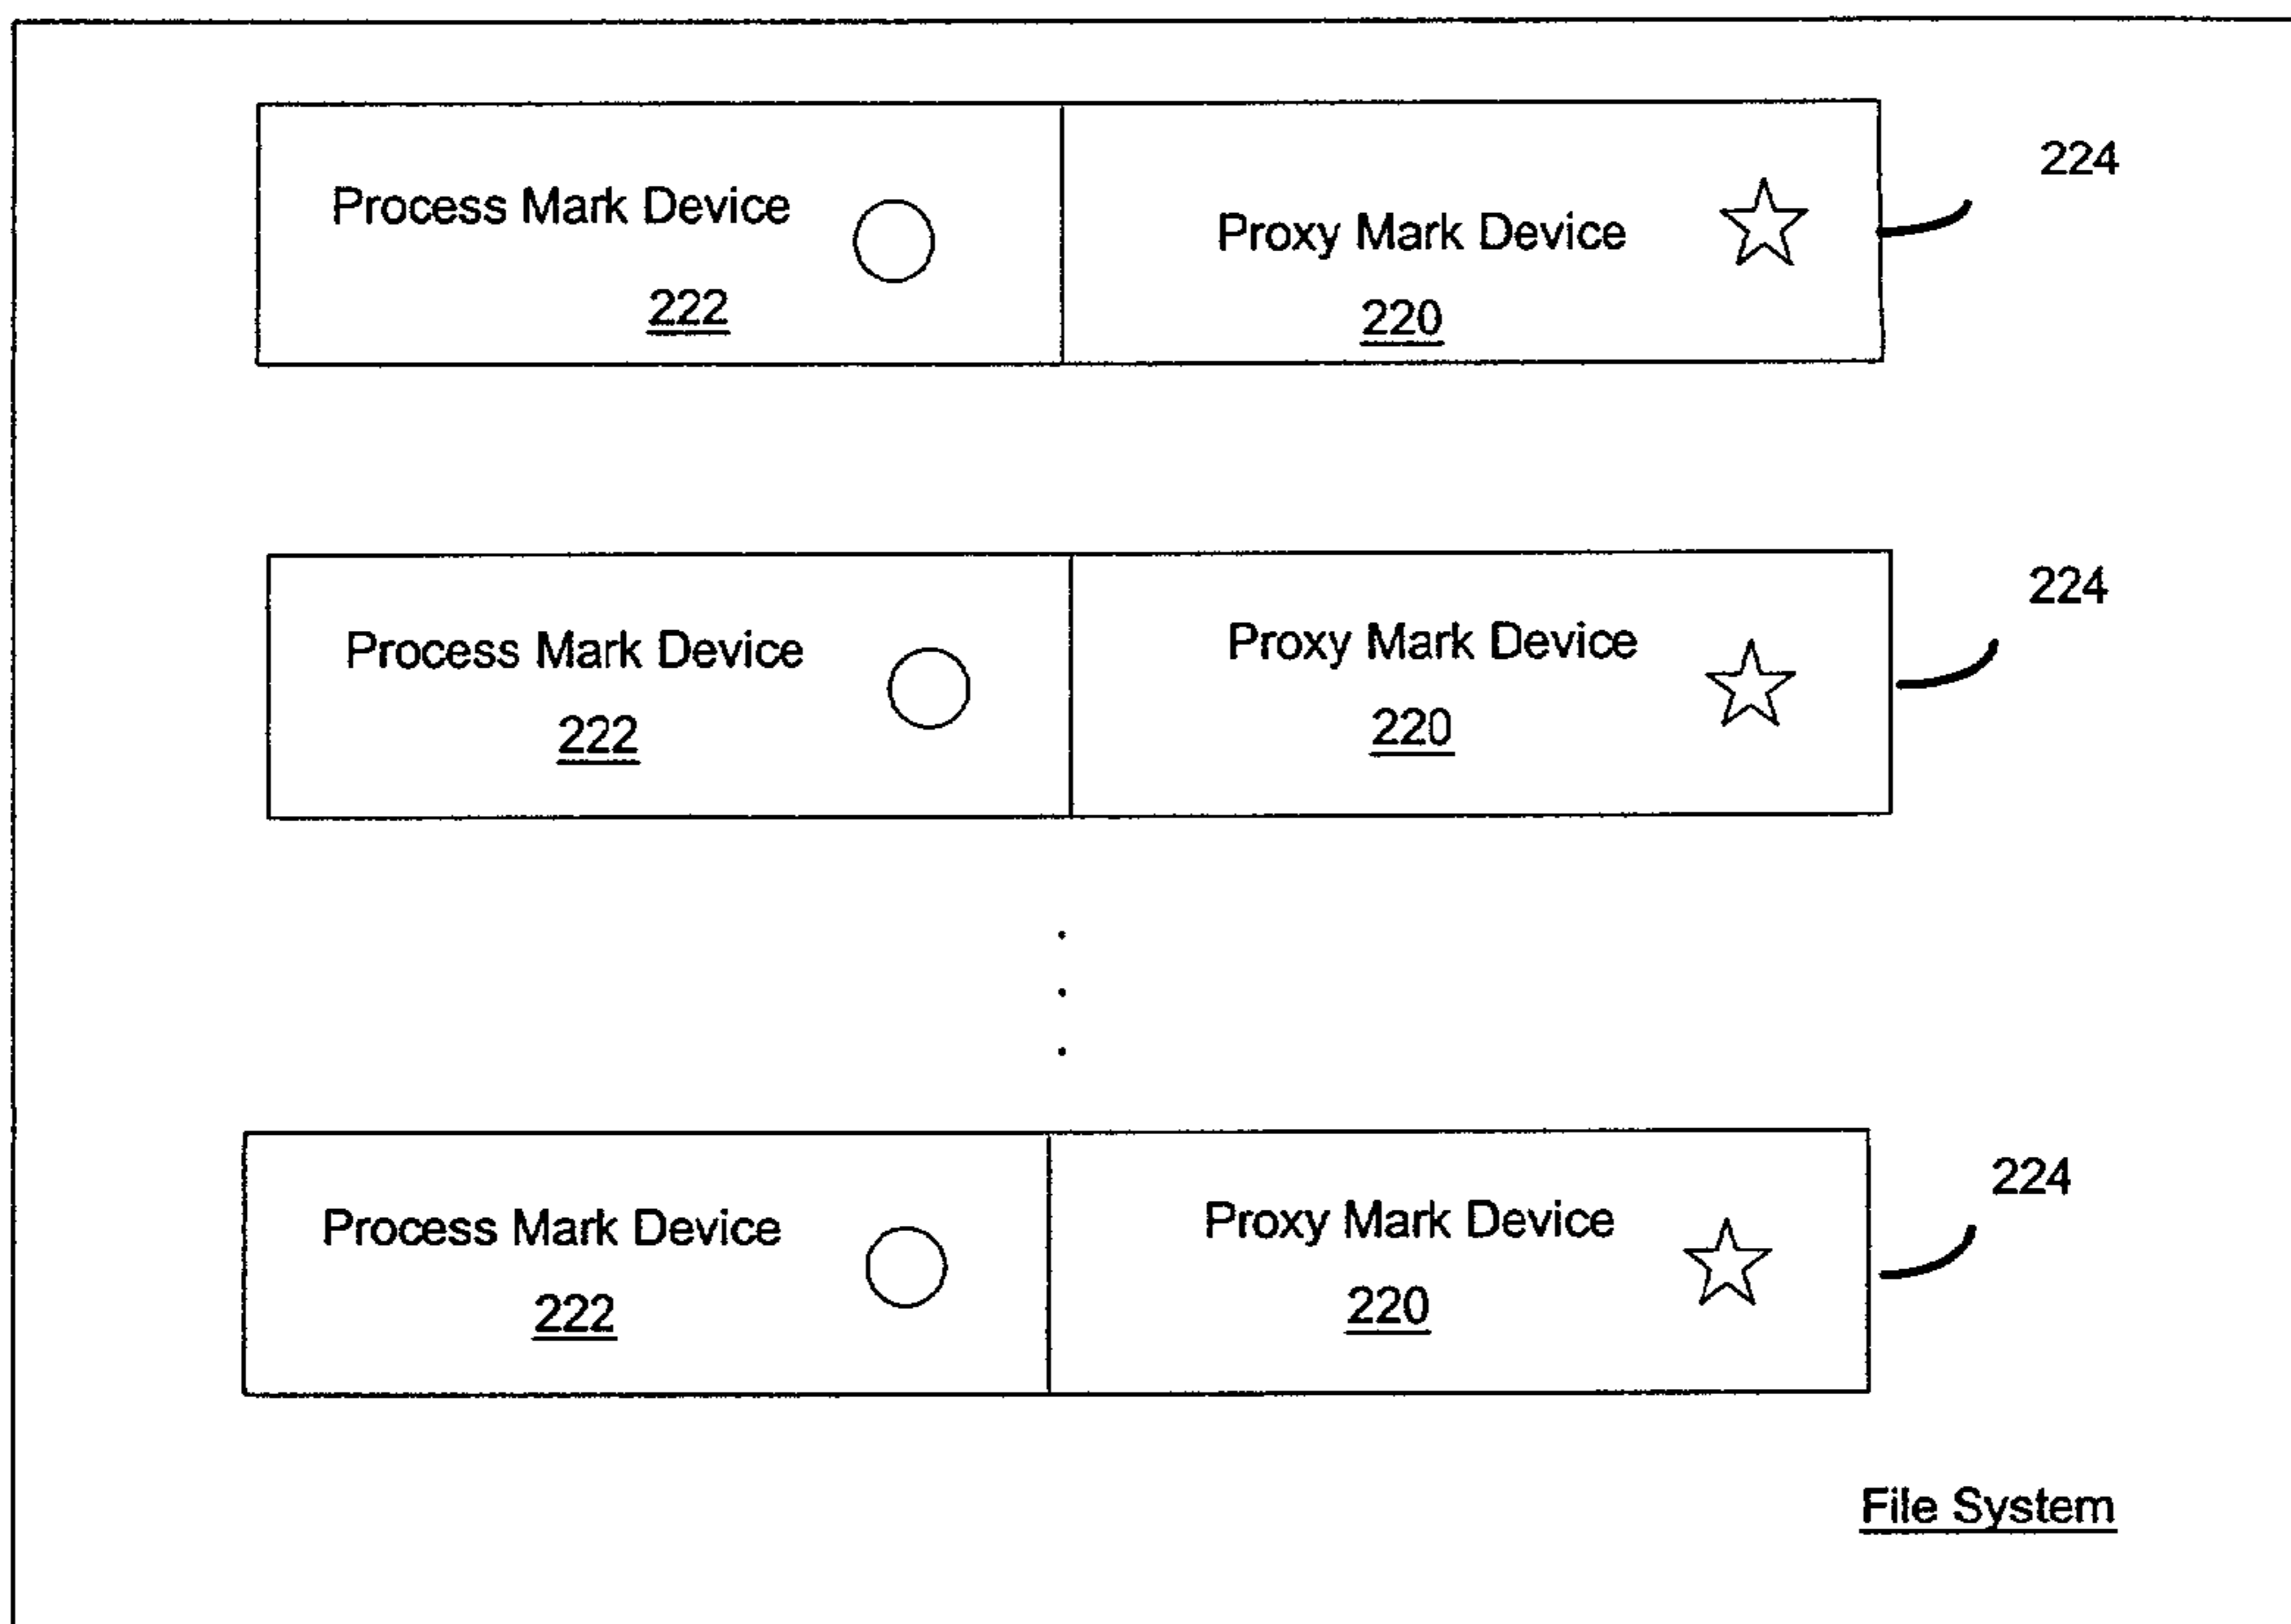 224
Process Mark Device
Proxy Mark Device
222
220
224
Process Mark Device
Proxy Mark Device
222
220
224
Process Mark Device
Proxy Mark Device
222
220
File System